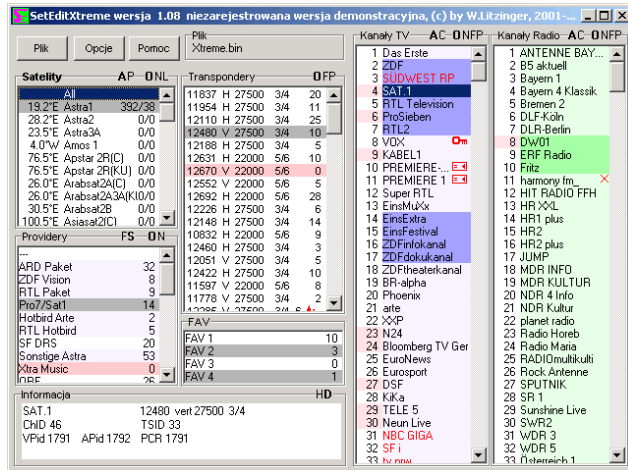 SetEditXtreme wersja 1.08 niezarejestrowana wersja demonstracyjna, (c) by W.Litzinger, 2001-...
Plik Opcje Pomoc
Plik
Xtreme.bin
Satelity AP ONL
All
19.2°E Astra1 392/38
28.2°E Astra2 0/0
23.5°E Astra3A 0/0
4.0°W Amos 1 0/0
76.5°E Apstar 2R(C) 0/0
76.5°E Apstar 2R(KU) 0/0
26.0°E Arabsat2A(C) 0/0
26.0°E Arabsat2A3A(KU) 0/0
30.5°E Arabsat2B 0/0
100.5°E Asiasat2(C) 0/0
Providery FS ON
---
ARD Paket 32
ZDF Vision 8
RTL Paket 9
Pro7/Sat1 14
Hotbird Arte 2
RTL Hotbird 5
SF DRS 20
Sonstige Astra 53
Xtra Music 0
ORF 26
Transpondery OFP
11837 H 27500 3/4 20
11954 H 27500 3/4 11
12110 H 27500 3/4 25
12480 V 27500 3/4 10
12188 H 27500 3/4 5
12631 H 22000 5/6 10
12670 V 22000 5/6 0
12552 V 22000 5/6 5
12692 H 22000 5/6 28
12226 H 27500 3/4 6
12148 H 27500 3/4 14
10832 H 22000 5/6 9
12460 H 27500 3/4 3
12051 V 27500 3/4 5
12422 H 27500 3/4 10
11597 V 22000 5/6 8
11778 V 27500 3/4 2
12285 V 27500 3/4 6
FAV
FAV 1 10
FAV 2 3
FAV 3 0
FAV 4 1
Informacja HD
SAT.1 12480 vert 27500 3/4
ChID 46 TSID 33
VPid 1791 APid 1792 PCR 1791
Kanały TV AC-ONFP
1 Das Erste
2 ZDF
3 SÜDWEST RP
4 SAT.1
5 RTL Television
6 ProSieben
7 RTL2
8 VOX
9 KABEL1
10 PREMIERE-...
11 PREMIERE 1
12 Super RTL
13 EinsMuXx
14 EinsExtra
15 EinsFestival
16 ZDFinfokanal
17 ZDFdokukanal
18 ZDFtheaterkanal
19 BR-alpha
20 Phoenix
21 arte
22 XXP
23 N24
24 Bloomberg TV Ger
25 EuroNews
26 Eurosport
27 DSF
28 KiKa
29 TELE 5
30 Neun Live
31 NBC GIGA
32 SF i
33 tv.nrw
Kanały Radio AC-ONFP
1 ANTENNE BAY...
2 B5 aktuell
3 Bayern 1
4 Bayern 4 Klassik
5 Bremen 2
6 DLF-Köln
7 DLR-Berlin
8 DW01
9 ERF Radio
10 Fritz
11 harmony fm_
12 HIT RADIO FFH
13 HR XXL
14 HR1 plus
15 HR2
16 HR2 plus
17 JUMP
18 MDR INFO
19 MDR KULTUR
20 NDR 4 Info
21 NDR Kultur
22 planet radio
23 Radio Horeb
24 Radio Maria
25 RADIOmultikulti
26 Rock Antenne
27 SPUTNIK
28 SR 1
29 Sunshine Live
30 SWR2
31 WDR 3
32 WDR 5
33 Österreich 1